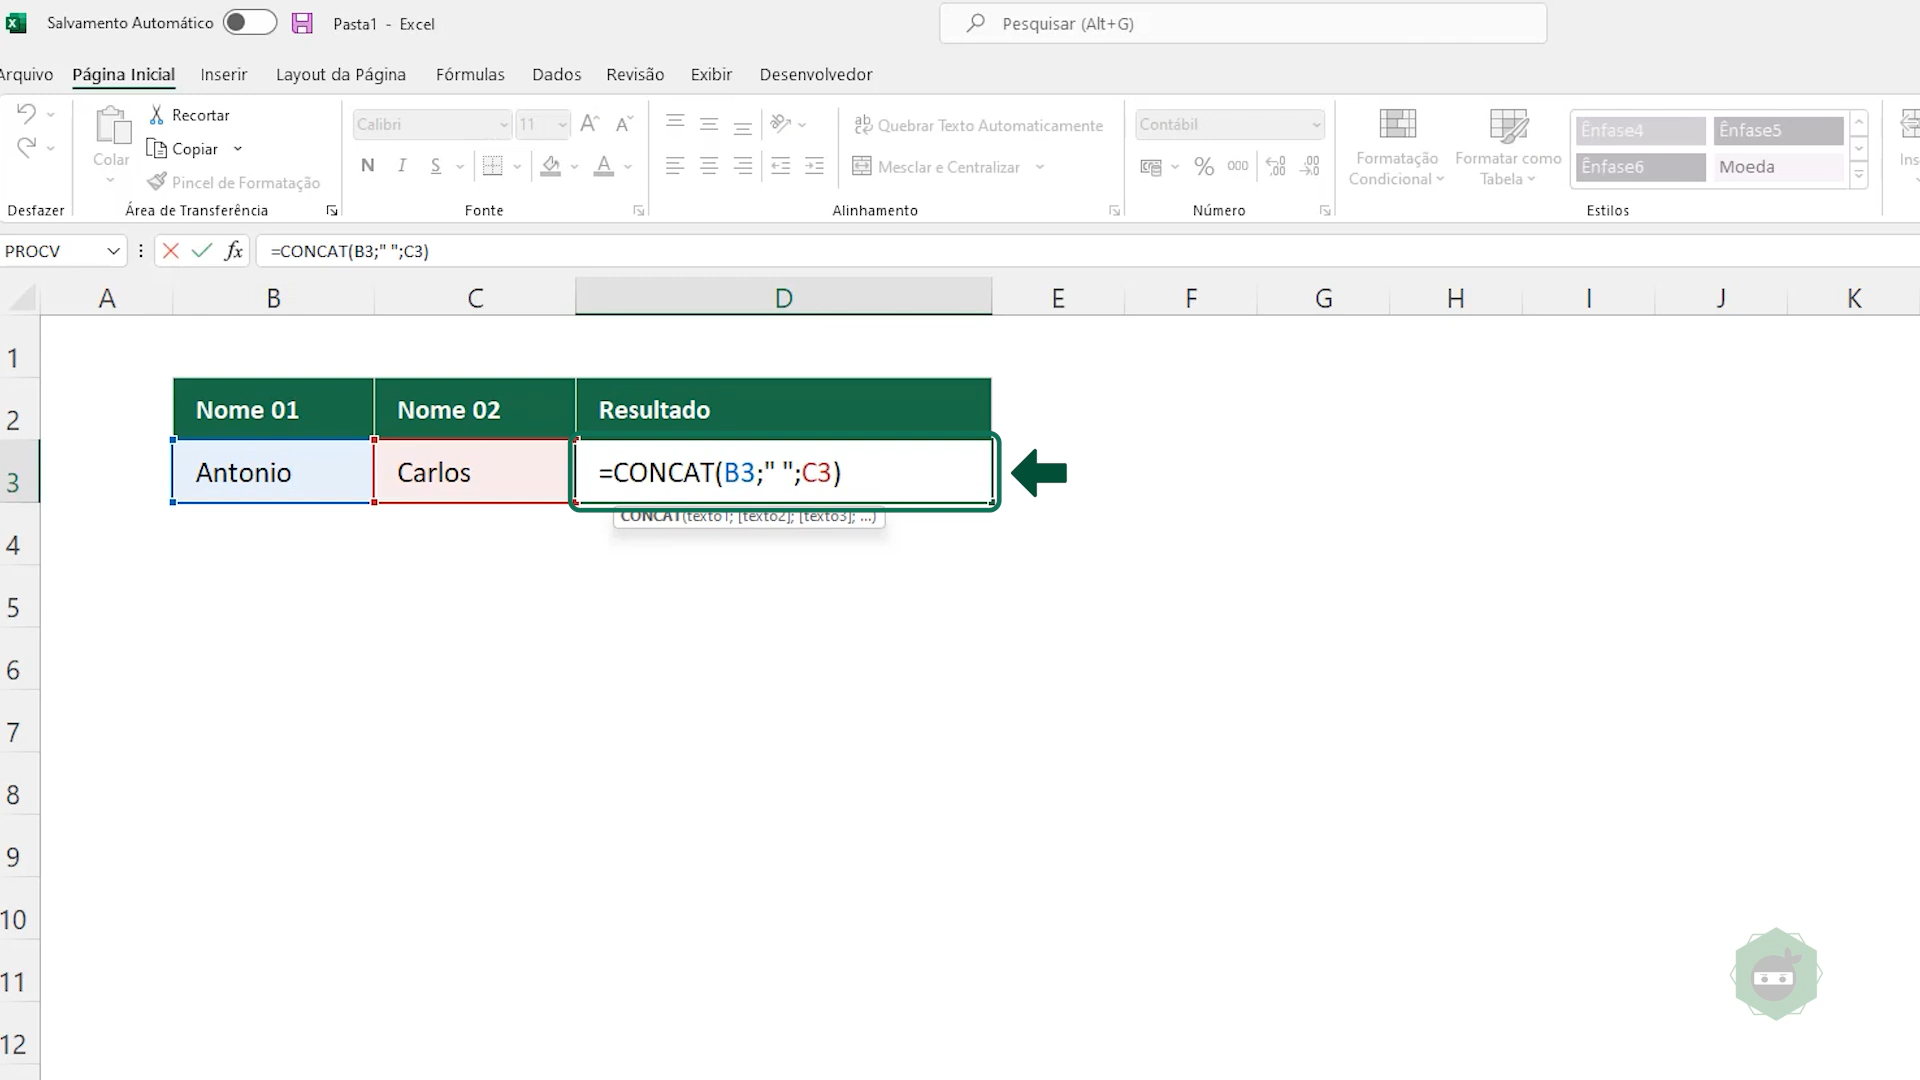 Salvamento Automático Pasta1 - Excel Pesquisar (Alt+G)
Arquivo Página Inicial Inserir Layout da Página Fórmulas Dados Revisão Exibir Desenvolvedor
Recortar
Copiar
Pincel de Formatação
Colar
Calibri 11
N I S
Quebrar Texto Automaticamente
Mesclar e Centralizar
Contábil
% 000
Formatação Condicional
Formatar como Tabela
Ênfase4 Ênfase5
Ênfase6 Moeda
Desfazer Área de Transferência Fonte Alinhamento Número Estilos
PROCV fx =CONCAT(B3;" ";C3)
A B C D E F G H I J K
1
2 Nome 01 Nome 02 Resultado
3 Antonio Carlos =CONCAT(B3;" ";C3)
CONCAT(texto1; [texto2]; [texto3]; ...)
4
5
6
7
8
9
10
11
12